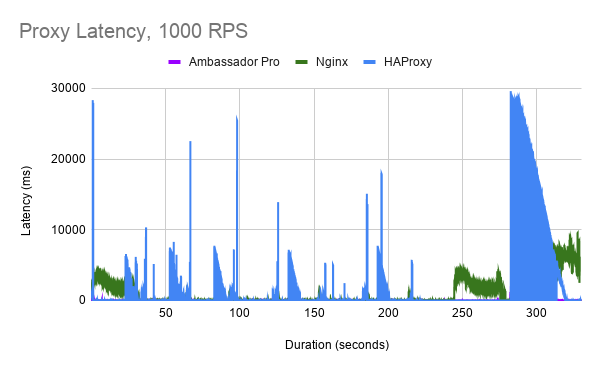 Proxy Latency, 1000 RPS
Ambassador Pro Nginx HAProxy
30000
20000
10000
0
Latency (ms)
50 100 150 200 250 300
Duration (seconds)